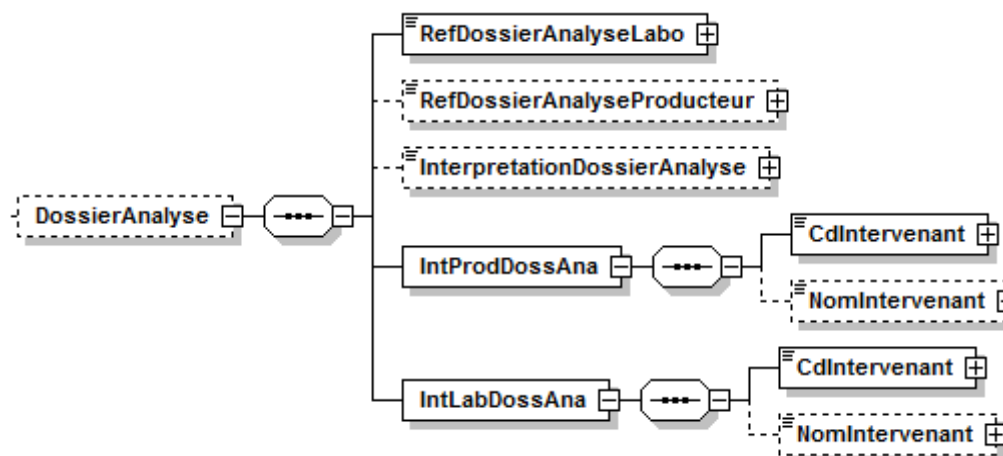 RefDossierAnalyseLabo
RefDossierAnalyseProducteur
InterpretationDossierAnalyse
DossierAnalyse
IntProdDossAna
CdIntervenant
NomIntervenant
IntLabDossAna
CdIntervenant
NomIntervenant